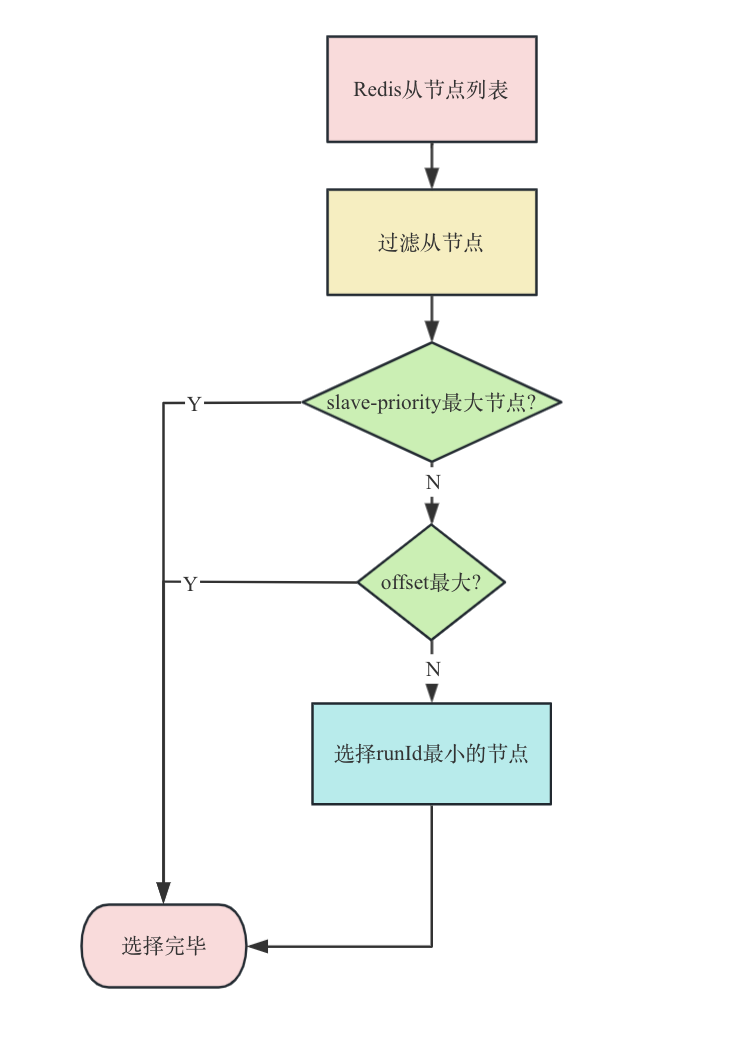 Redis从节点列表
过滤从节点
slave-priority最大节点?
Y
N
offset最大?
Y
N
选择runId最小的节点
选择完毕